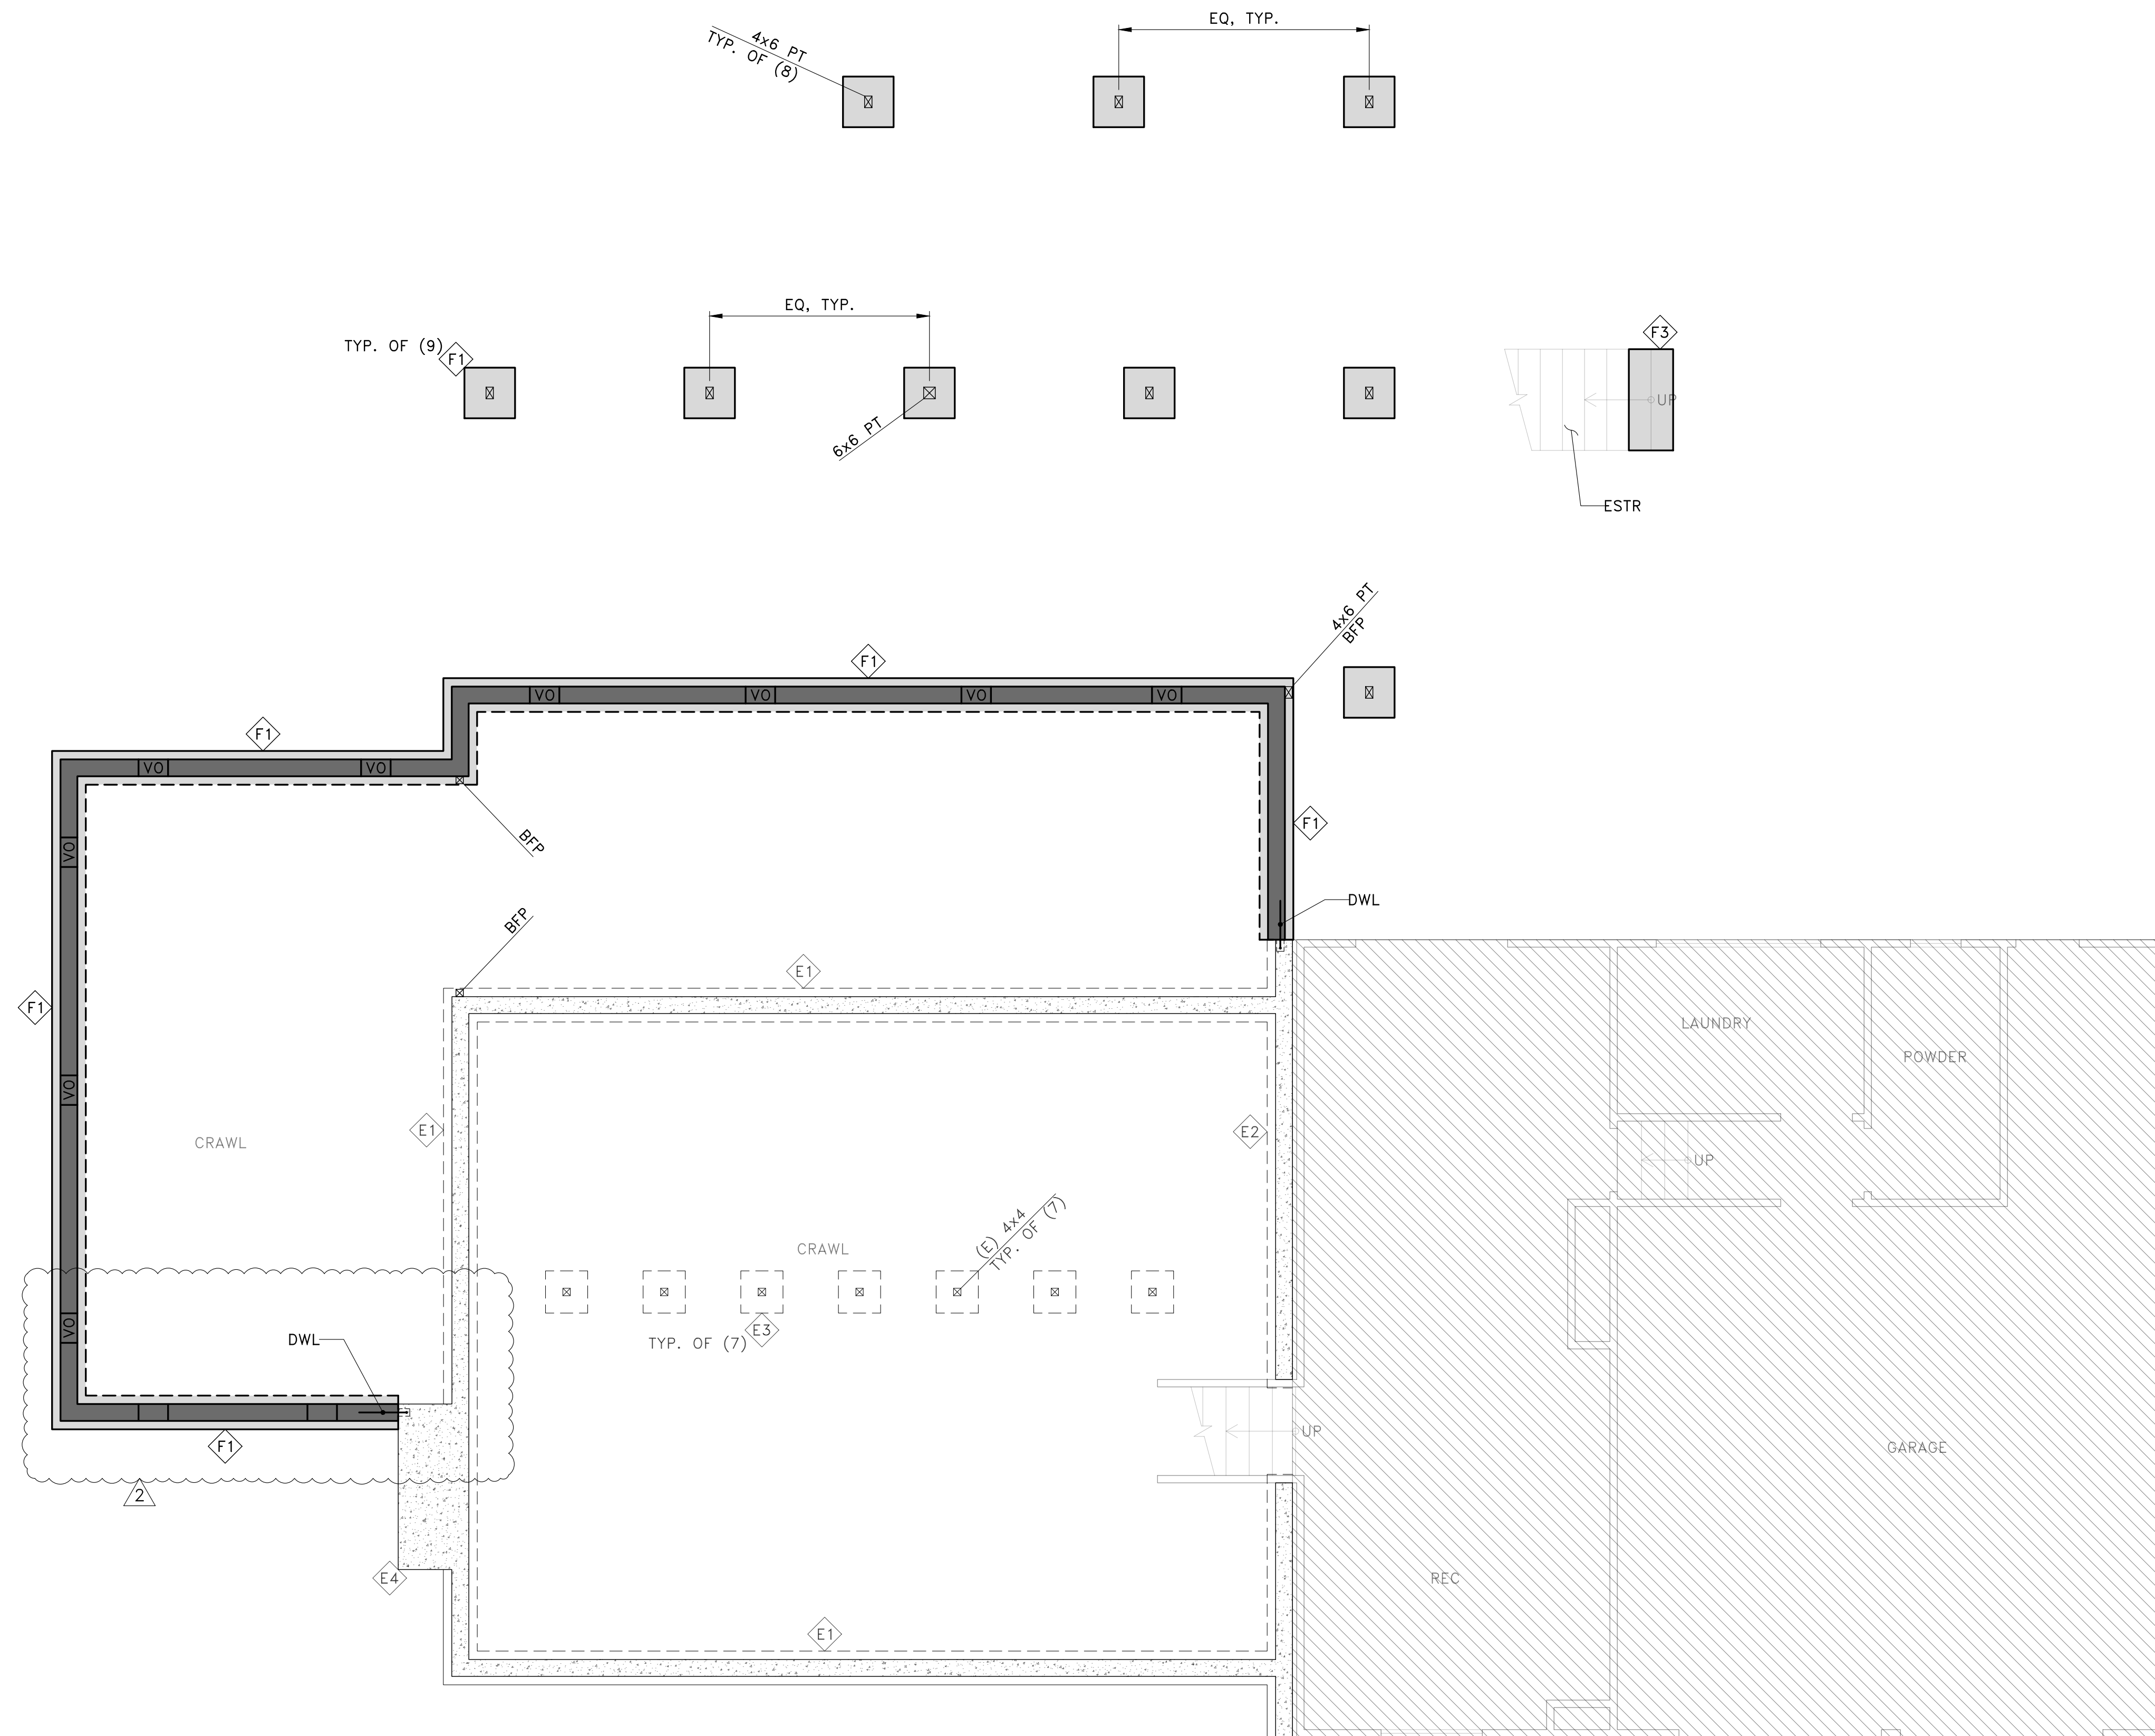 EQ, TYP.
4x6 PT
TYP. OF (8)
EQ, TYP.
TYP. OF (9)
F1
F3
UP
6x6 PT
ESTR
4x6 PT
BFP
F1
VO
VO
VO
VO
F1
VO
VO
BFP
VO
F1
DWL
BFP
E1
F1
LAUNDRY
POWDER
VO
E1
E2
CRAWL
UP
(E) 4x4
TYP. OF (7)
CRAWL
VO
E3
TYP. OF (7)
DWL
UP
F1
GARAGE
2
E4
REC
E1